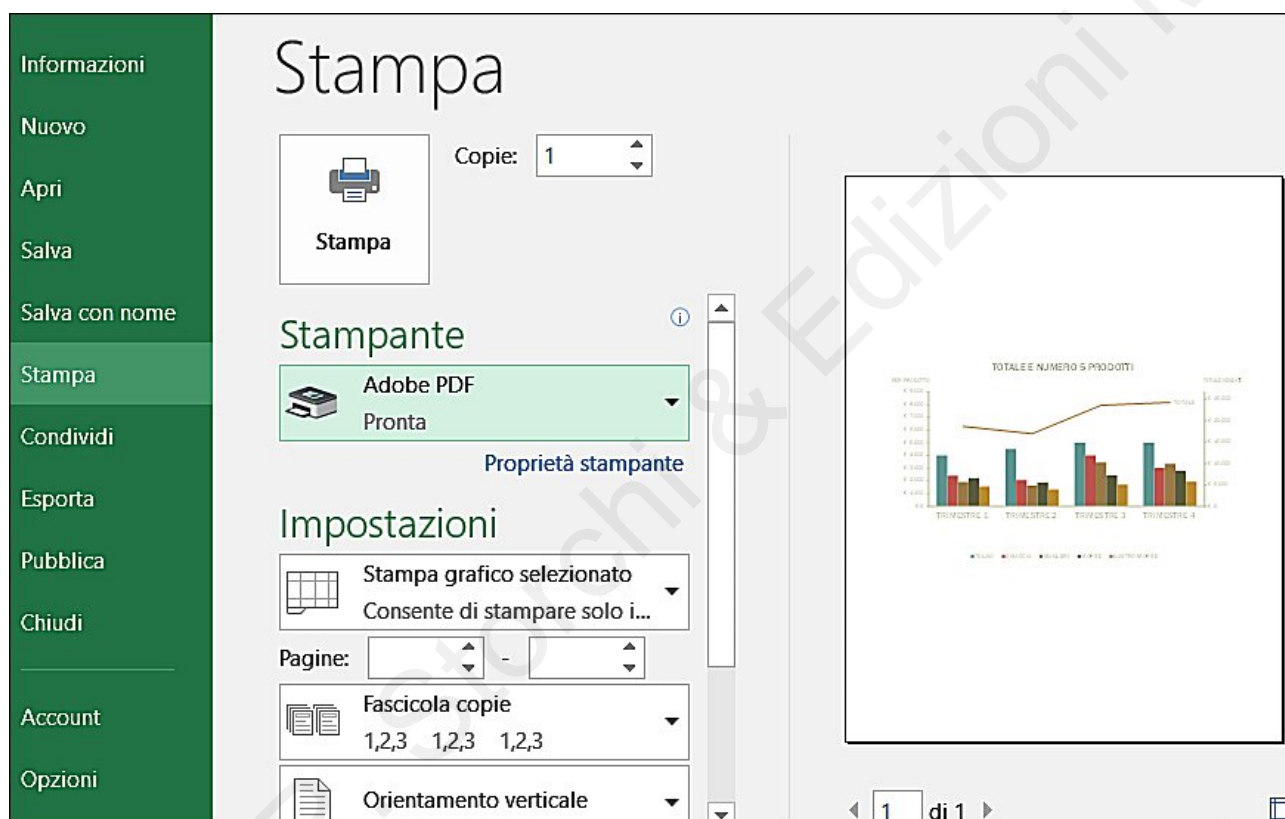 Informazioni
Nuovo
Apri
Salva
Salva con nome
Stampa
Condividi
Esporta
Pubblica
Chiudi
Account
Opzioni
Stampa
Copie: 1
Stampa
Stampante
Adobe PDF
Pronta
Proprietà stampante
Impostazioni
Stampa grafico selezionato
Consente di stampare solo i...
Pagine: -
Fascicola copie
1,2,3 1,2,3 1,2,3
Orientamento verticale
TOTALE E NUMERO 5 PRODOTTI
TOTALE
TRIMESTRE 1 TRIMESTRE 2 TRIMESTRE 3 TRIMESTRE 4
1 di 1
Storchi & Edizioni